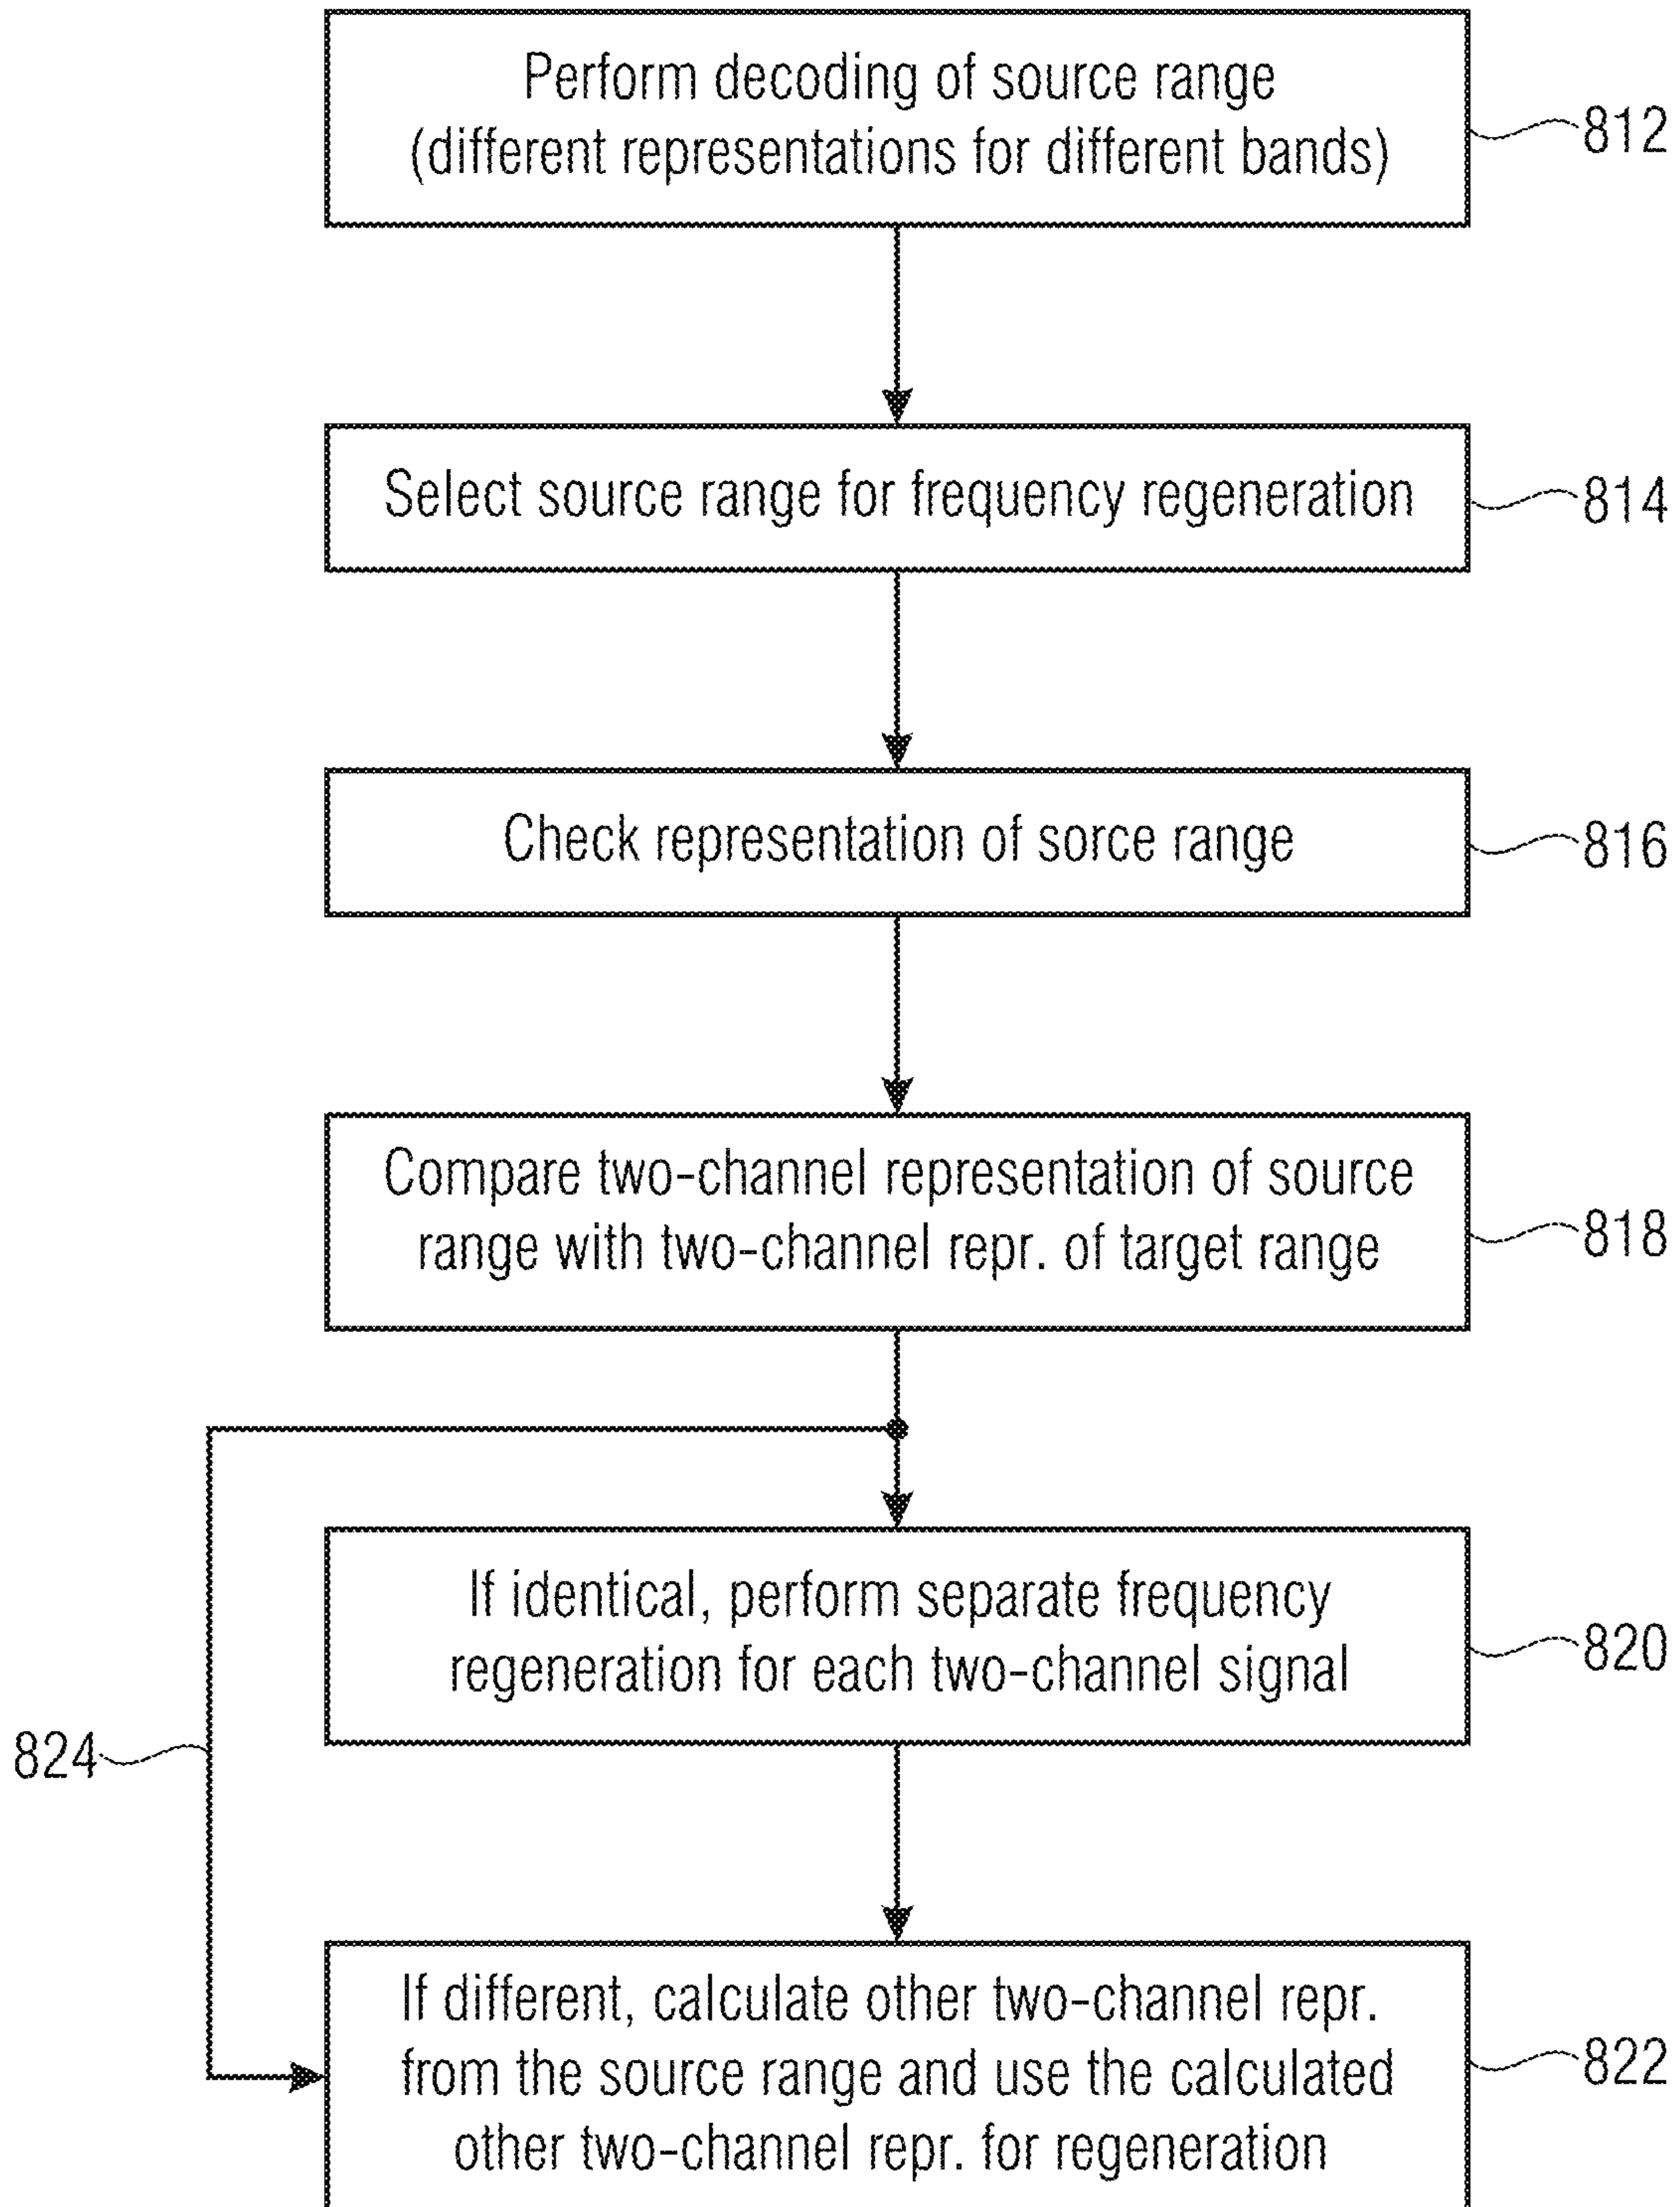 Perform decoding of source range
(different representations for different bands)
812
Select source range for frequency regeneration
814
Check representation of sorce range
816
Compare two-channel representation of source
range with two-channel repr. of target range
818
If identical, perform separate frequency
regeneration for each two-channel signal
820
824
If different, calculate other two-channel repr.
from the source range and use the calculated
other two-channel repr. for regeneration
822